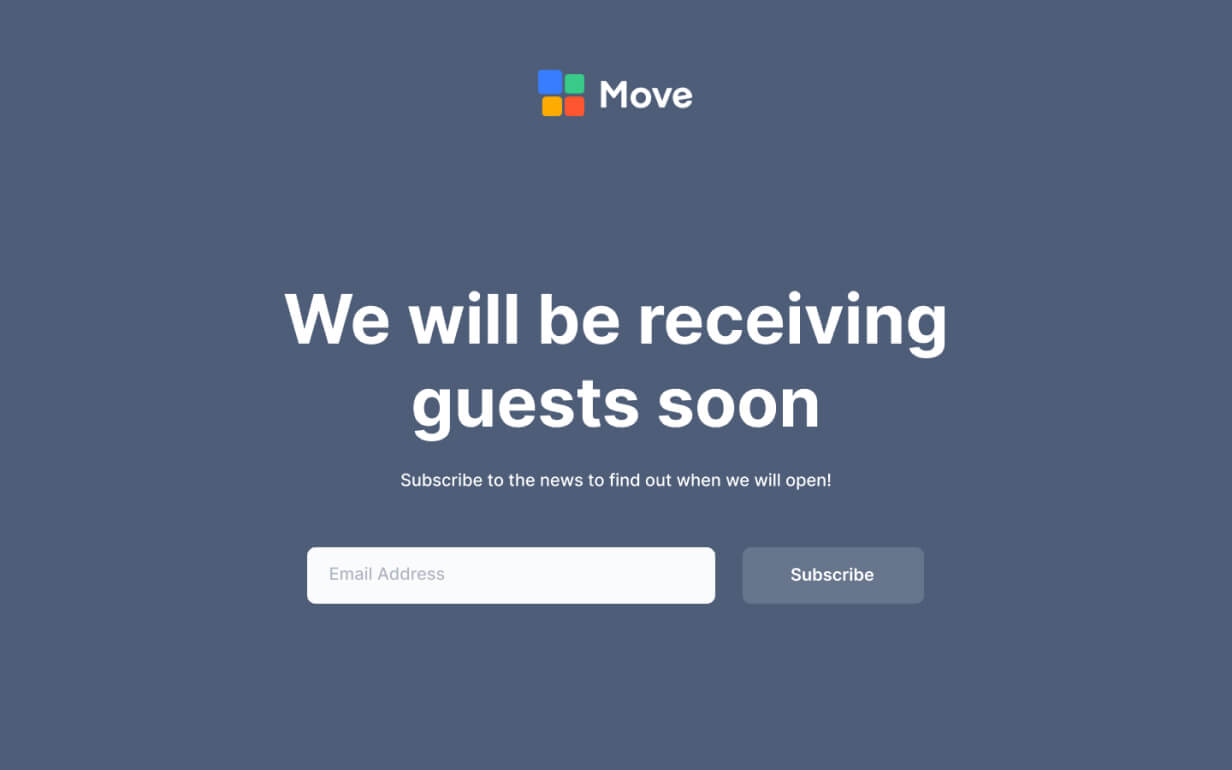 Move
We will be receiving
guests soon
Subscribe to the news to find out when we will open!
Email Address
Subscribe